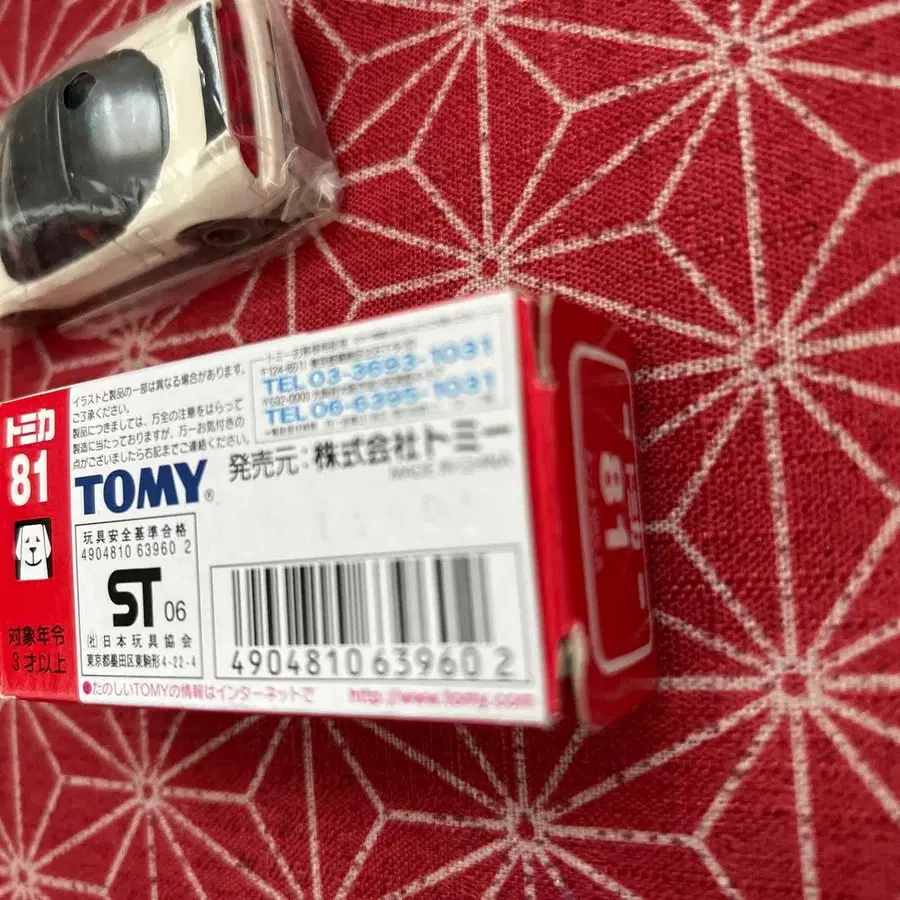 トミカ
81
対象年令
3才以上
イラストと製品の一部は異なる場合があります。
ご了承ください。
製品につきましては、万全の注意をはらって
製造に当たっておりますが、万一お気付きの
点がございましたら右記までご連絡ください。
TOMY®
玩具安全基準合格
4904810 63960 2
ST 06
(社)日本玩具協会
東京都墨田区東駒形4-22-4
〒124-8511
TEL 03-3693-1031
TEL 06-6395-1031
発売元:株式会社トミー
MADE IN CHINA
4904810639602
●たのしいTOMYの情報はインターネットで
http://www.tomy.com
トミカ
81